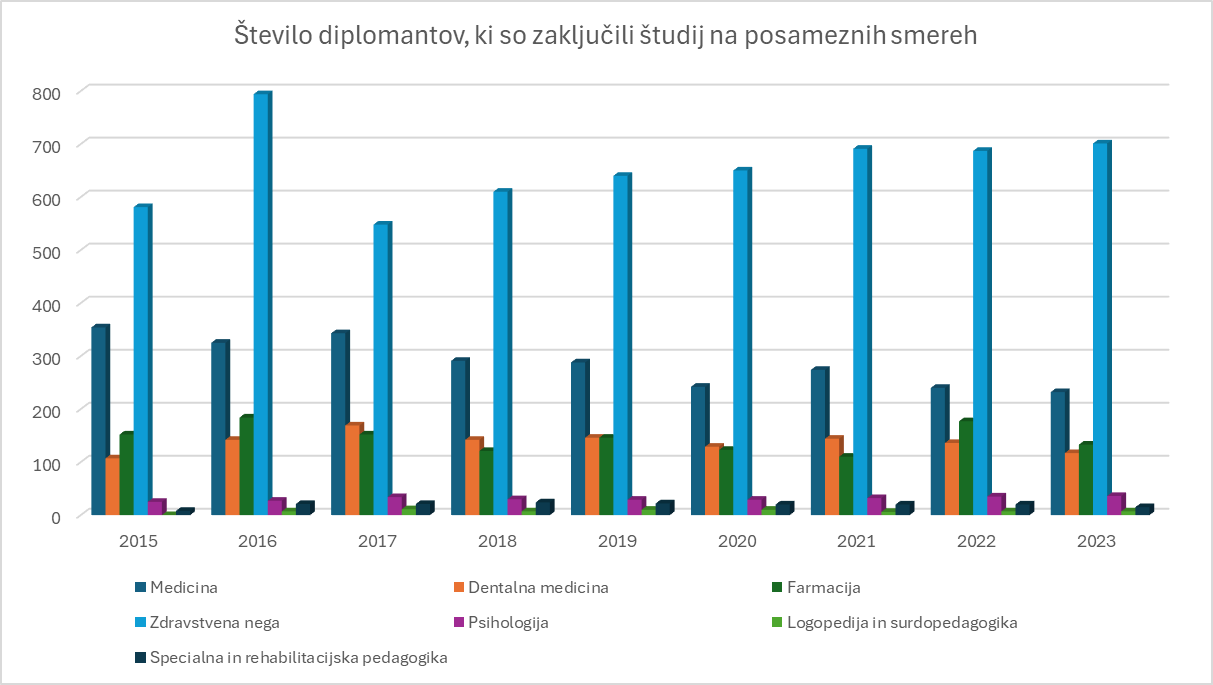 Število diplomantov, ki so zaključili študij na posameznih smereh
800
700
600
500
400
300
200
100
0
2015 2016 2017 2018 2019 2020 2021 2022 2023
Medicina Dentalna medicina Farmacija
Zdravstvena nega Psihologija Logopedija in surdopedagogika
Specialna in rehabilitacijska pedagogika